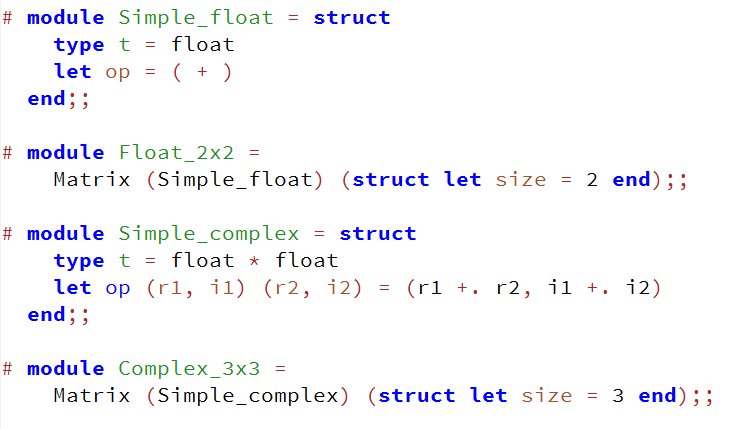 # module Simple_float = struct
    type t = float
    let op = ( + )
  end;;
# module Float_2x2 =
    Matrix (Simple_float) (struct let size = 2 end);;
# module Simple_complex = struct
    type t = float * float
    let op (r1, i1) (r2, i2) = (r1 +. r2, i1 +. i2)
  end;;
# module Complex_3x3 =
    Matrix (Simple_complex) (struct let size = 3 end);;